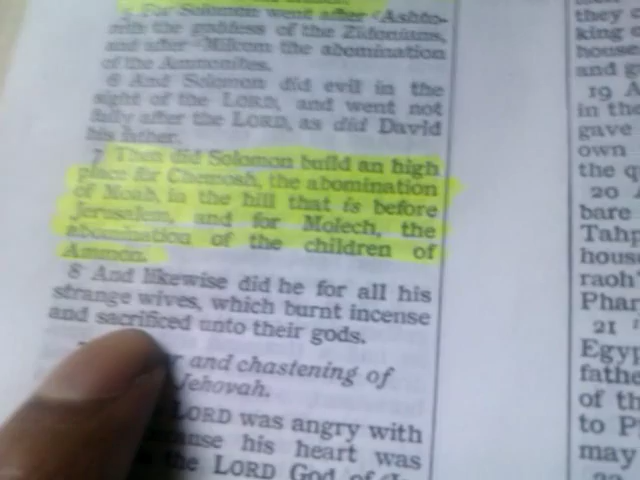 5 For Solomon went after Ashto-
reth the goddess of the Zidonians,
and after Milcom the abomination
of the Ammonites.
6 And Solomon did evil in the
sight of the LORD, and went not
fully after the LORD, as did David
his father.
7 Then did Solomon build an high
place for Chemosh, the abomination
of Moab, in the hill that is before
Jerusalem, and for Molech, the
abomination of the children of
Ammon.
8 And likewise did he for all his
strange wives, which burnt incense
and sacrificed unto their gods.
and chastening of
Jehovah.
LORD was angry with
his heart was
the LORD God of
they
king
house
and
19
in the
gave
own
the
20
bare
Tahp
house
raoh
Phar
21
Egyp
fathe
of th
to P
may